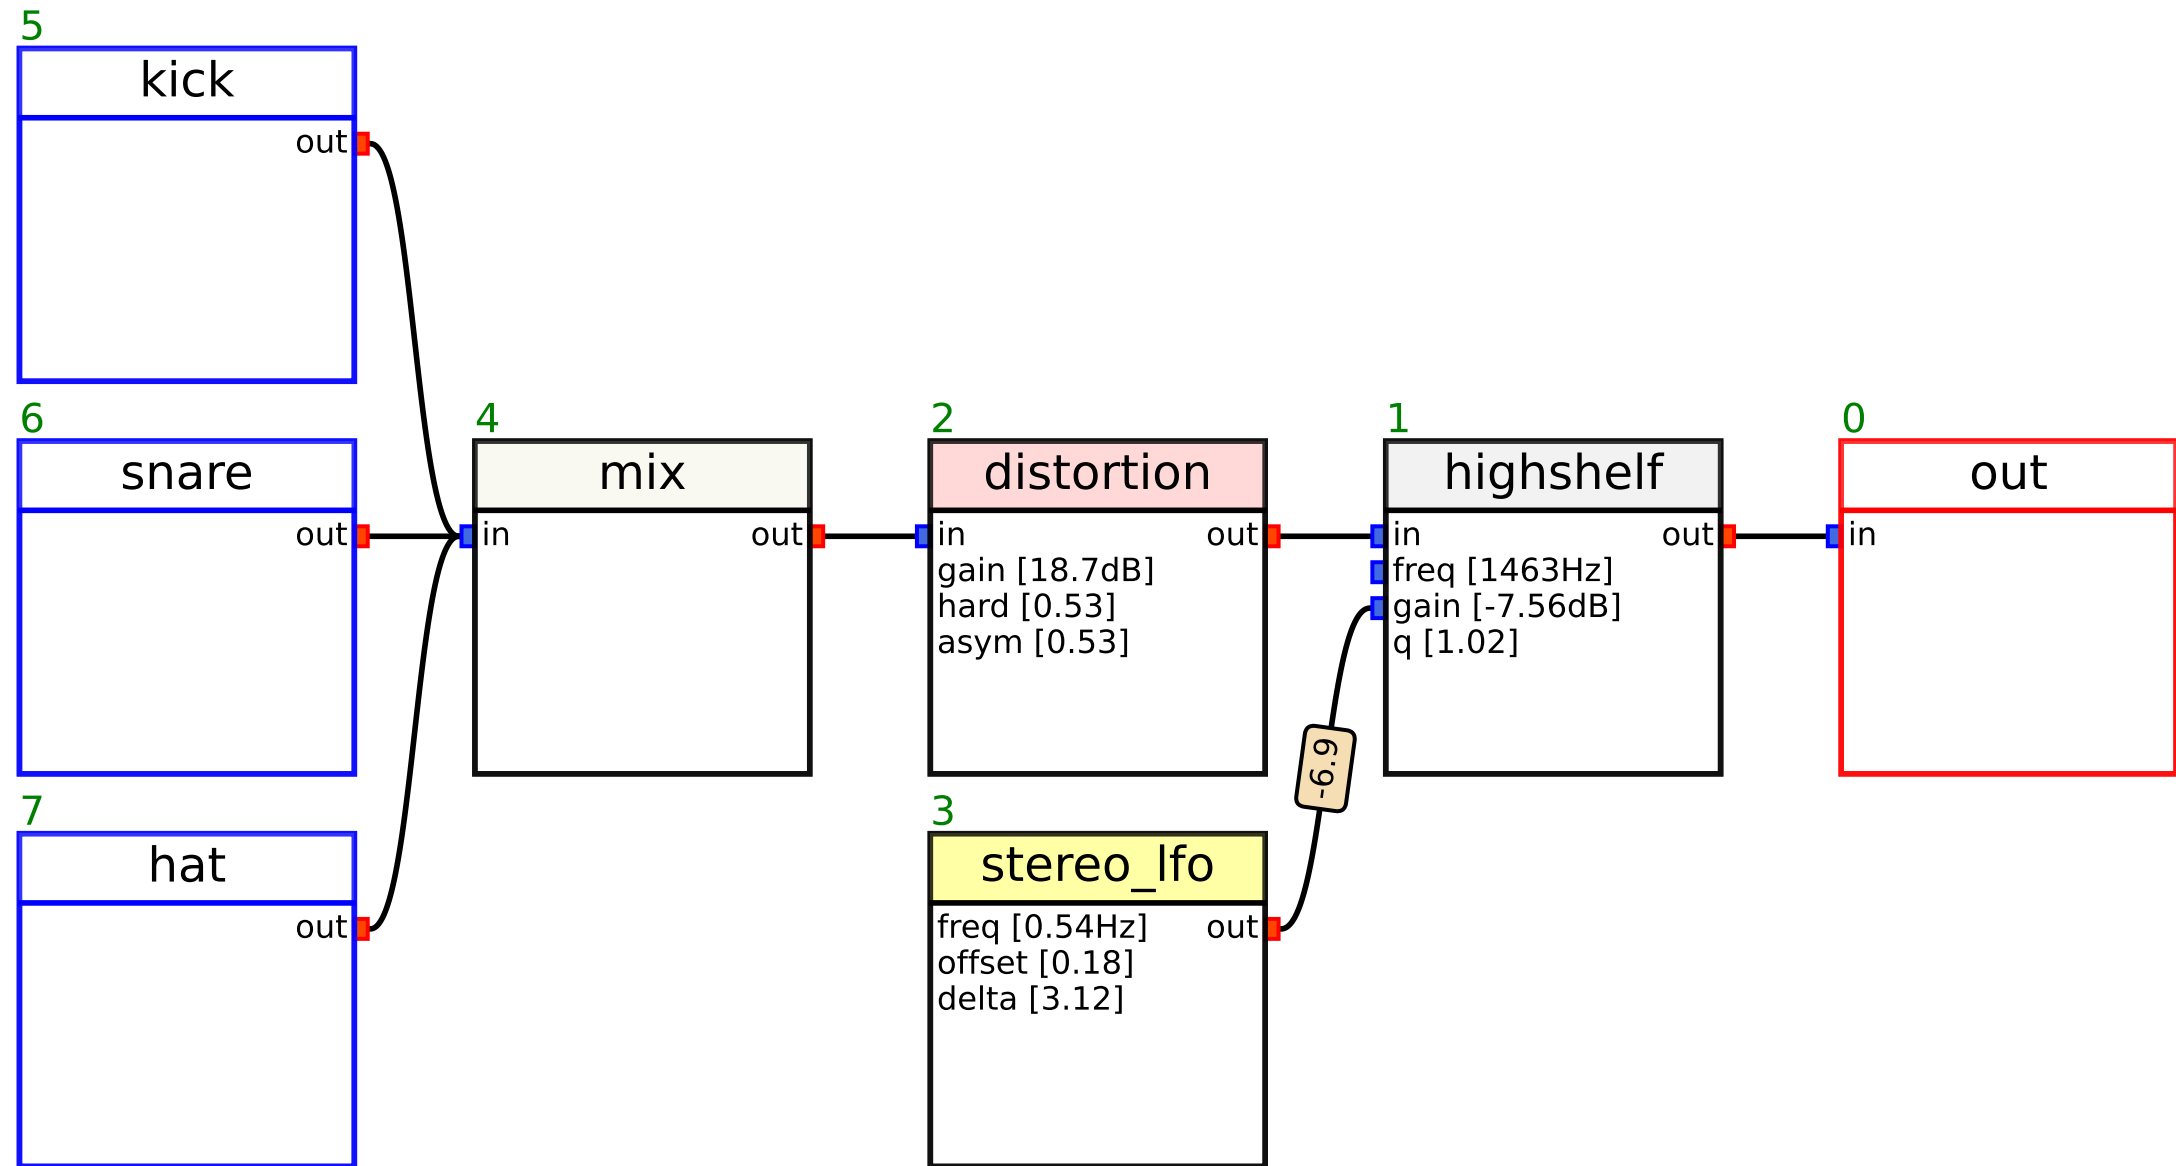 5
kick
out
6
snare
out
7
hat
out
4
mix
in out
2
distortion
in out
gain [18.7dB]
hard [0.53]
asym [0.53]
3
stereo_lfo
freq [0.54Hz] out
offset [0.18]
delta [3.12]
-6.9
1
highshelf
in out
freq [1463Hz]
gain [-7.56dB]
q [1.02]
0
out
in